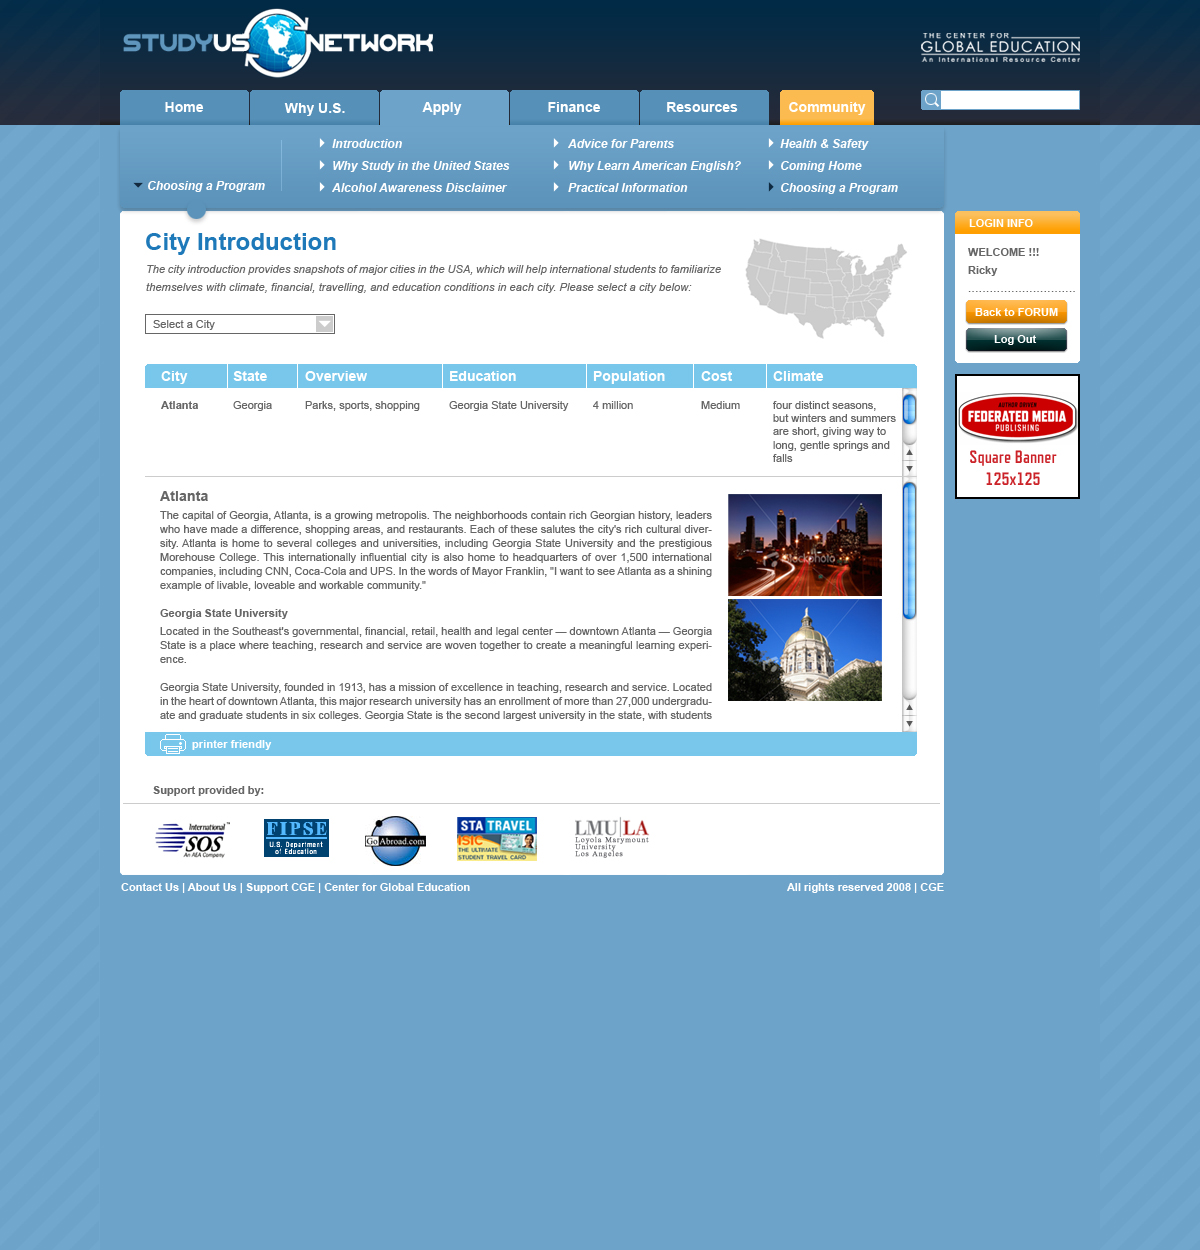 STUDYUS NETWORK
THE CENTER FOR
GLOBAL EDUCATION
An International Resource Center
Home
Why U.S.
Apply
Finance
Resources
Community
Choosing a Program
Introduction
Why Study in the United States
Alcohol Awareness Disclaimer
Advice for Parents
Why Learn American English?
Practical Information
Health & Safety
Coming Home
Choosing a Program
City Introduction
The city introduction provides snapshots of major cities in the USA, which will help international students to familiarize
themselves with climate, financial, travelling, and education conditions in each city. Please select a city below:
Select a City
LOGIN INFO
WELCOME !!!
Ricky
Back to FORUM
Log Out
AUTHOR DRIVEN
FEDERATED MEDIA
PUBLISHING
Square Banner
125x125
City State Overview Education Population Cost Climate
Atlanta Georgia Parks, sports, shopping Georgia State University 4 million Medium four distinct seasons,
but winters and summers
are short, giving way to
long, gentle springs and
falls
Atlanta
The capital of Georgia, Atlanta, is a growing metropolis. The neighborhoods contain rich Georgian history, leaders
who have made a difference, shopping areas, and restaurants. Each of these salutes the city's rich cultural diver-
sity. Atlanta is home to several colleges and universities, including Georgia State University and the prestigious
Morehouse College. This internationally influential city is also home to headquarters of over 1,500 international
companies, including CNN, Coca-Cola and UPS. In the words of Mayor Franklin, "I want to see Atlanta as a shining
example of livable, loveable and workable community."
Georgia State University
Located in the Southeast's governmental, financial, retail, health and legal center — downtown Atlanta — Georgia
State is a place where teaching, research and service are woven together to create a meaningful learning experi-
ence.
Georgia State University, founded in 1913, has a mission of excellence in teaching, research and service. Located
in the heart of downtown Atlanta, this major research university has an enrollment of more than 27,000 undergradu-
ate and graduate students in six colleges. Georgia State is the second largest university in the state, with students
printer friendly
Support provided by:
International
SOS
An AEA Company
FIPSE
U.S. Department
of Education
GoAbroad.com
STA TRAVEL
ISIC
THE ULTIMATE
STUDENT TRAVEL CARD
LMU|LA
Loyola Marymount
University
Los Angeles
Contact Us | About Us | Support CGE | Center for Global Education
All rights reserved 2008 | CGE